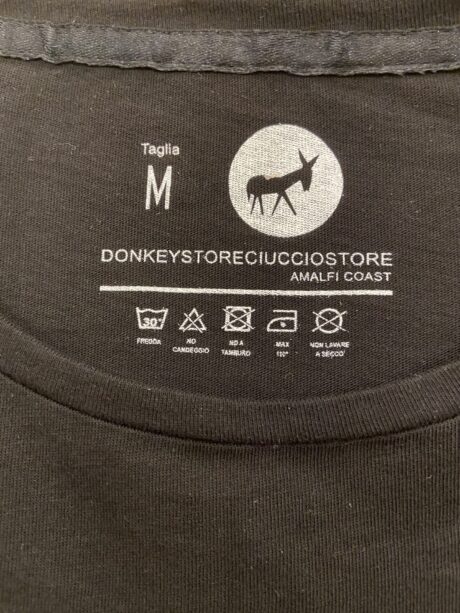 Taglia
M
DONKEYSTORECIUCCIOSTORE
AMALFI COAST
30°
FREDDA
NO
CANDEGGIO
NO A
TAMBURO
MAX
110°
NON LAVARE
A SECCO